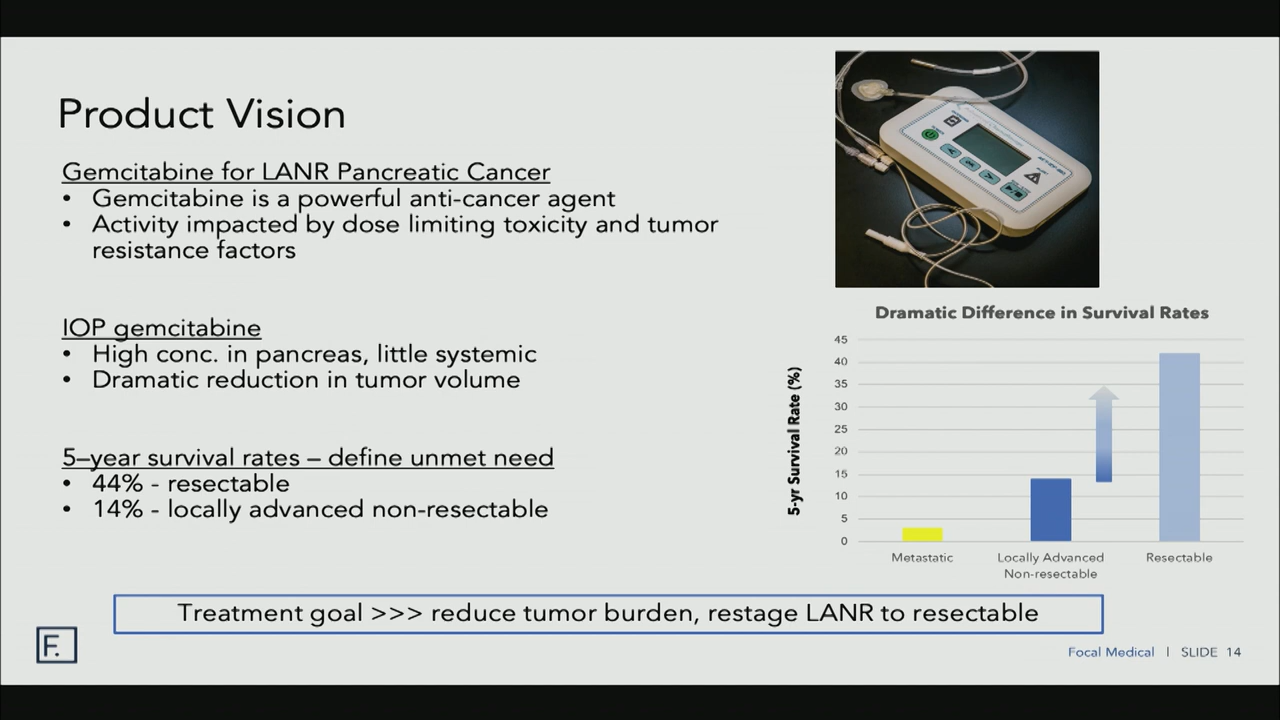 Product Vision
Gemcitabine for LANR Pancreatic Cancer
• Gemcitabine is a powerful anti-cancer agent
• Activity impacted by dose limiting toxicity and tumor
resistance factors
IOP gemcitabine
• High conc. in pancreas, little systemic
• Dramatic reduction in tumor volume
5–year survival rates – define unmet need
• 44% - resectable
• 14% - locally advanced non-resectable
Dramatic Difference in Survival Rates
5-yr Survival Rate (%)
45
40
35
30
25
20
15
10
5
0
Metastatic
Locally Advanced
Non-resectable
Resectable
Treatment goal >>> reduce tumor burden, restage LANR to resectable
F.
Focal Medical | SLIDE 14